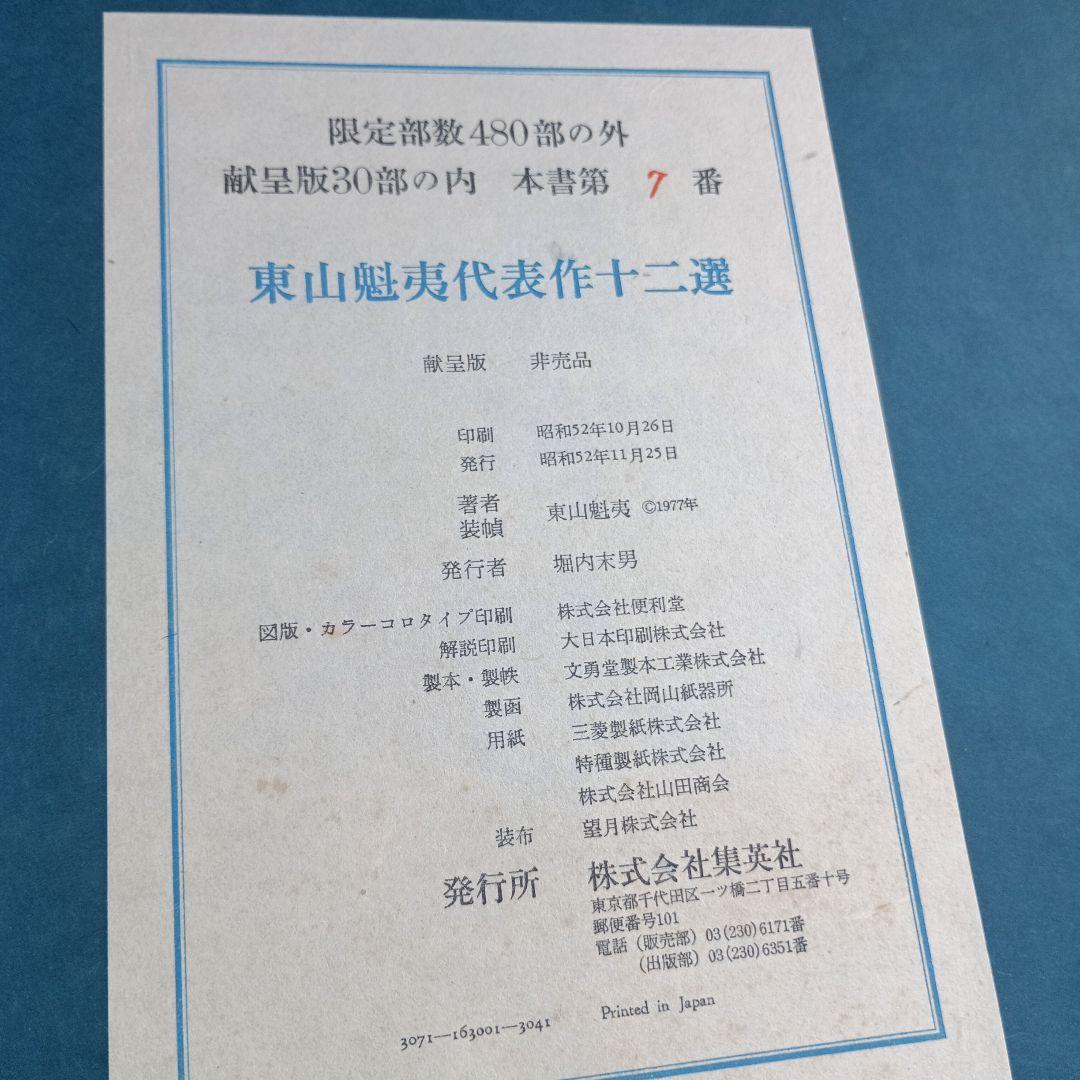 限定部数480部の外
献呈版30部の内 本書第 7 番
東山魁夷代表作十二選
献呈版 非売品
印刷 昭和52年10月26日
発行 昭和52年11月25日
著者
装幀 東山魁夷 ©1977年
発行者 堀内末男
図版・カラーコロタイプ印刷 株式会社便利堂
解説印刷 大日本印刷株式会社
製本・製帙 文勇堂製本工業株式会社
製函 株式会社岡山紙器所
用紙 三菱製紙株式会社
特種製紙株式会社
株式会社山田商会
装布 望月株式会社
発行所 株式会社集英社
東京都千代田区一ツ橋二丁目五番十号
郵便番号101
電話(販売部)03(230)6171番
(出版部)03(230)6351番
Printed in Japan
3071—163001—3041